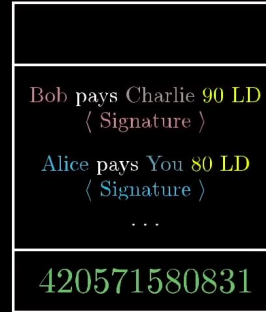 Bob pays Charlie 90 LD
⟨ Signature ⟩
Alice pays You 80 LD
⟨ Signature ⟩
...
420571580831